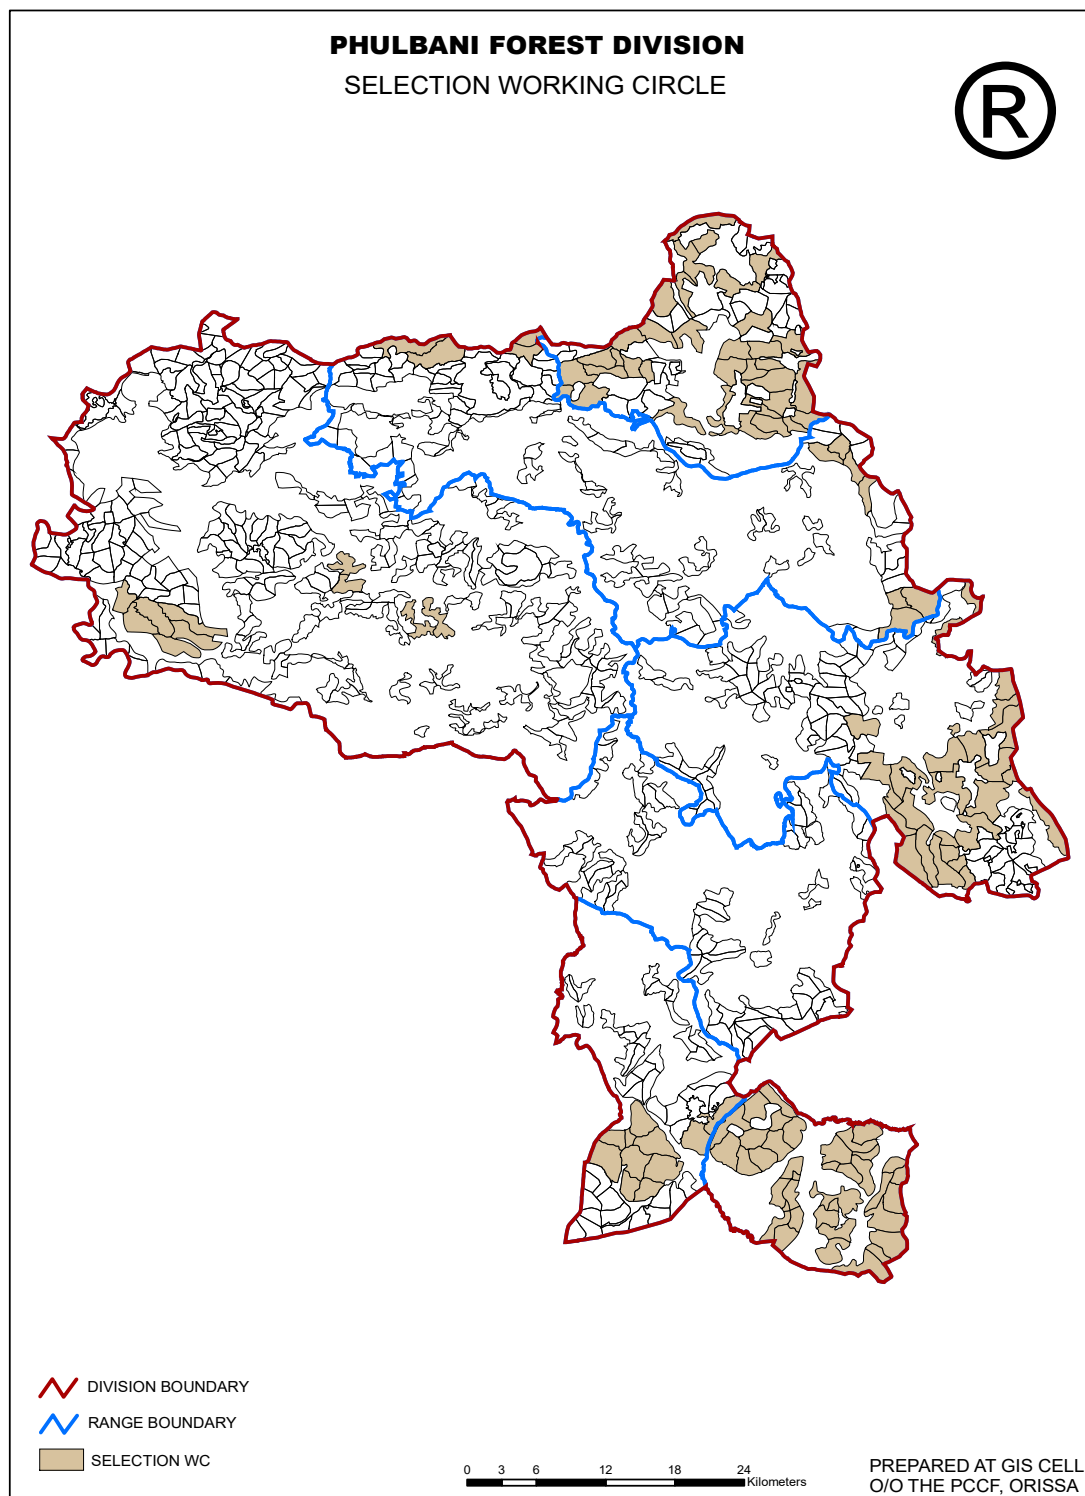 PHULBANI FOREST DIVISION
SELECTION WORKING CIRCLE
R
DIVISION BOUNDARY
RANGE BOUNDARY
SELECTION WC
0 3 6 12 18 24
Kilometers
PREPARED AT GIS CELL
O/O THE PCCF, ORISSA